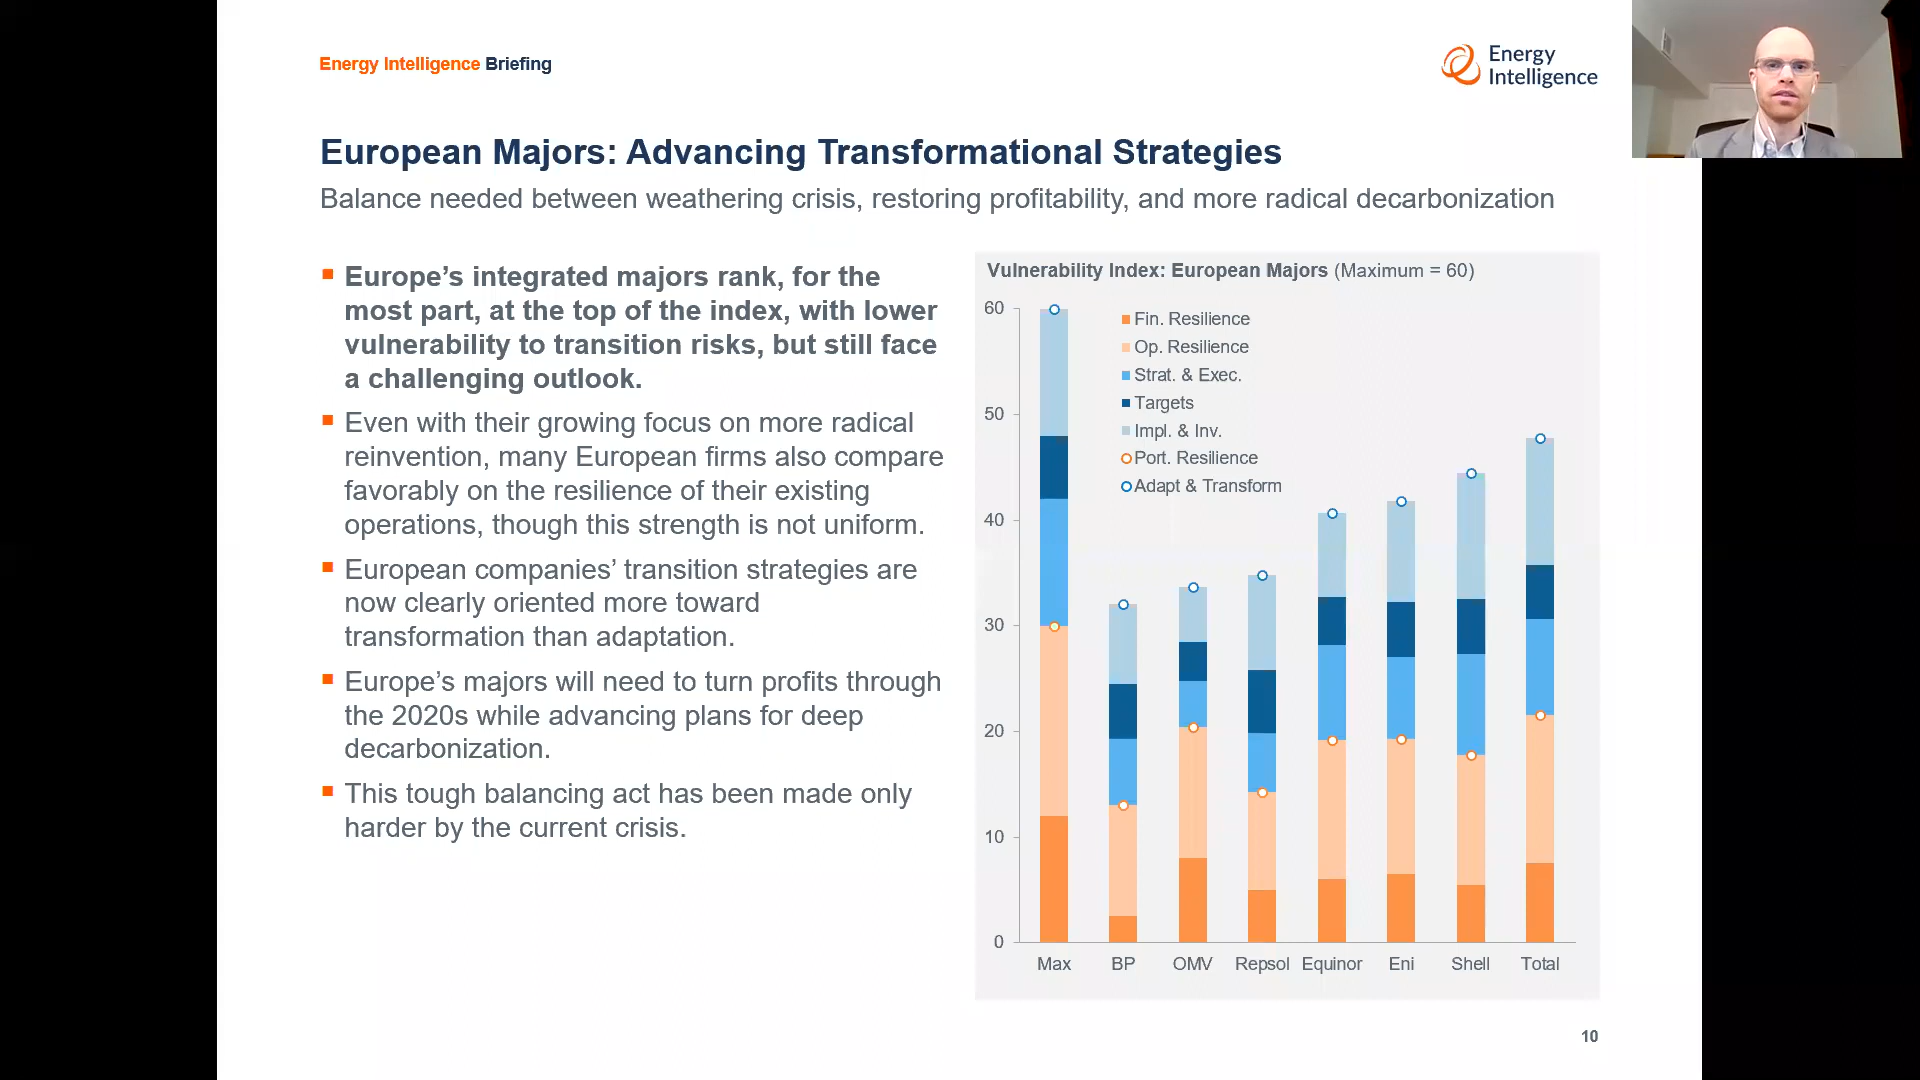 Energy Intelligence Briefing
Energy
Intelligence
European Majors: Advancing Transformational Strategies
Balance needed between weathering crisis, restoring profitability, and more radical decarbonization
Europe’s integrated majors rank, for the
most part, at the top of the index, with lower
vulnerability to transition risks, but still face
a challenging outlook.
Even with their growing focus on more radical
reinvention, many European firms also compare
favorably on the resilience of their existing
operations, though this strength is not uniform.
European companies’ transition strategies are
now clearly oriented more toward
transformation than adaptation.
Europe’s majors will need to turn profits through
the 2020s while advancing plans for deep
decarbonization.
This tough balancing act has been made only
harder by the current crisis.
Vulnerability Index: European Majors (Maximum = 60)
60
50
40
30
20
10
0
Fin. Resilience
Op. Resilience
Strat. & Exec.
Targets
Impl. & Inv.
Port. Resilience
Adapt & Transform
Max BP OMV Repsol Equinor Eni Shell Total
10